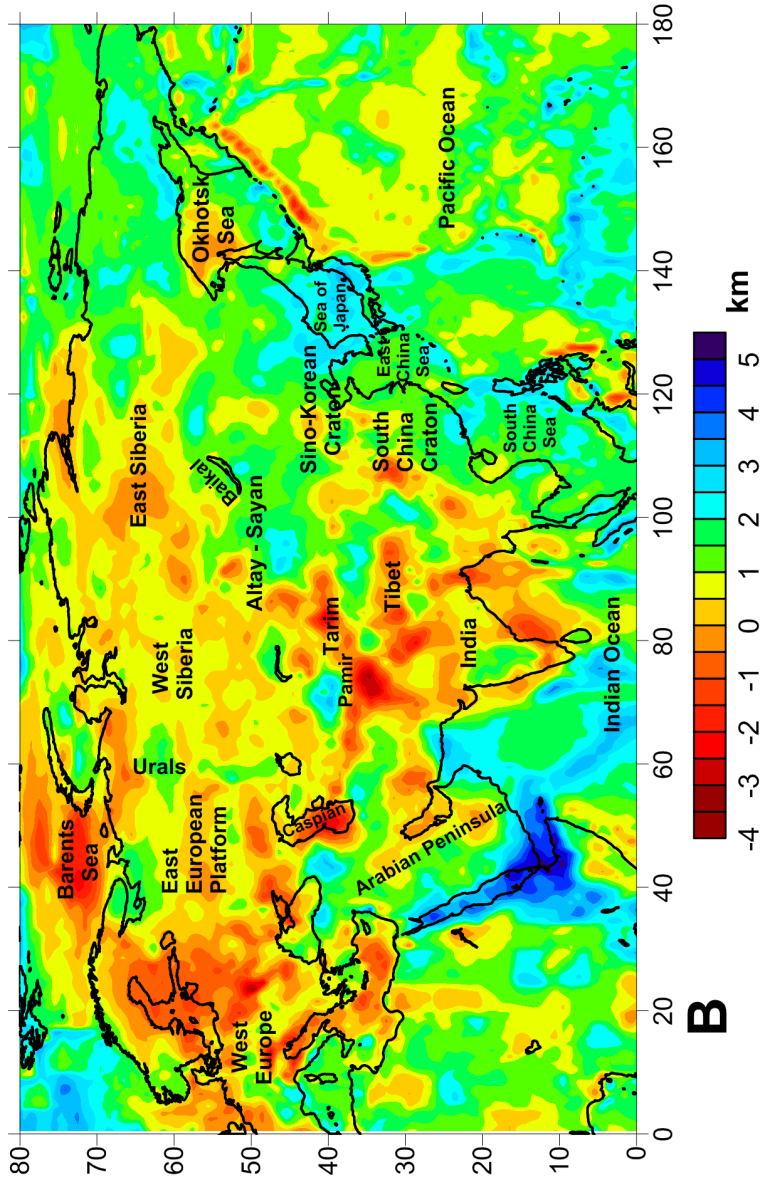 80
70
60
50
40
30
20
10
0
0
20
40
60
80
100
120
140
160
180
Barents
Sea
East
European
Platform
Urals
West
Siberia
East Siberia
Baikal
Altay - Sayan
Okhotsk
Sea
Sea of
Japan
Sino-Korean
Craton
East
China
Sea
South
China
Craton
South
China
Sea
Pacific Ocean
West
Europe
Caspian
Pamir
Tarim
Tibet
India
Arabian Peninsula
Indian Ocean
B
-4
-3
-2
-1
0
1
2
3
4
5
km